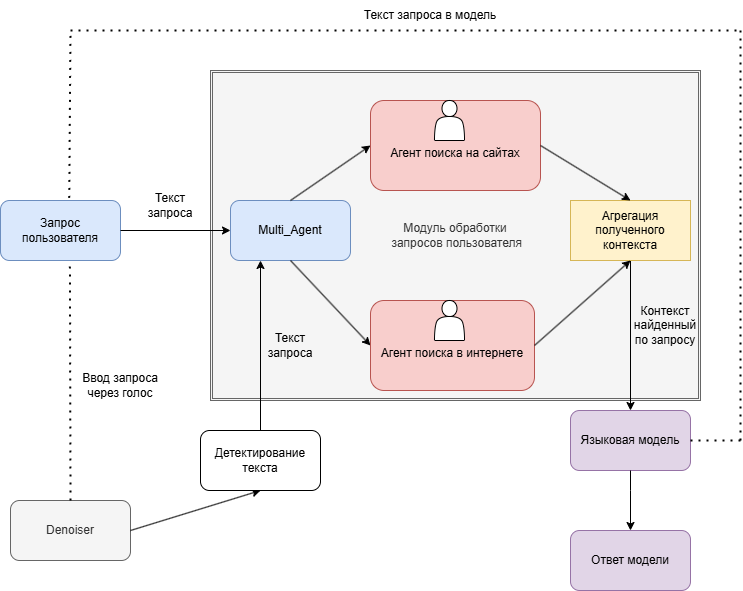 Текст запроса в модель
Агент поиска на сайтах
Текст
запроса
Запрос
пользователя
Multi_Agent
Модуль обработки
запросов пользователя
Агрегация
полученного
контекста
Контекст
найденный
по запросу
Текст
запроса
Агент поиска в интернете
Ввод запроса
через голос
Детектирование
текста
Языковая модель
Denoiser
Ответ модели